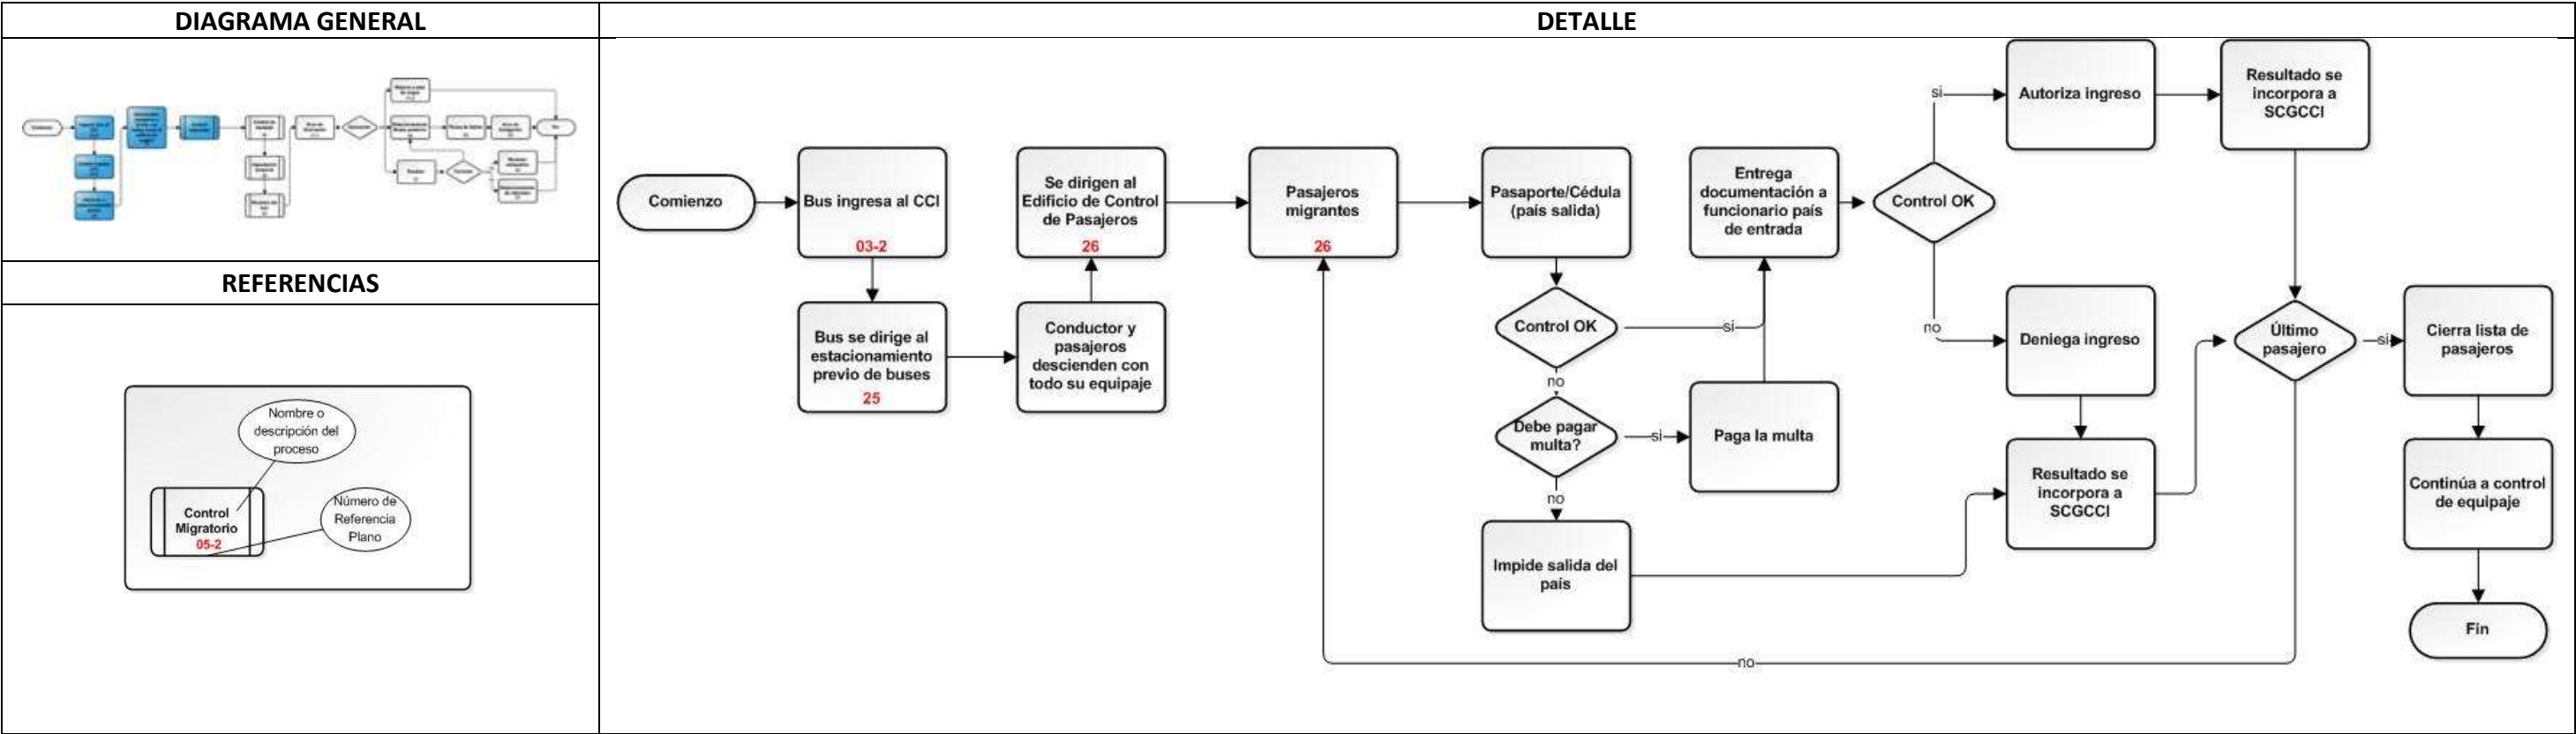 DIAGRAMA GENERAL
REFERENCIAS
Nombre o
descripción del
proceso
Control
Migratorio
05-2
Número de
Referencia
Plano
DETALLE
Comienzo
Bus ingresa al CCI
03-2
Bus se dirige al
estacionamiento
previo de buses
25
Conductor y
pasajeros
descienden con
todo su equipaje
Se dirigen al
Edificio de Control
de Pasajeros
26
Pasajeros
migrantes
26
Pasaporte/Cédula
(país salida)
Control OK
si
no
Debe pagar
multa?
si
no
Paga la multa
Impide salida del
país
Entrega
documentación a
funcionario país
de entrada
Control OK
si
no
Autoriza ingreso
Resultado se
incorpora a
SCGCCI
Deniega ingreso
Resultado se
incorpora a
SCGCCI
Último
pasajero
si
no
Cierra lista de
pasajeros
Continúa a control
de equipaje
Fin